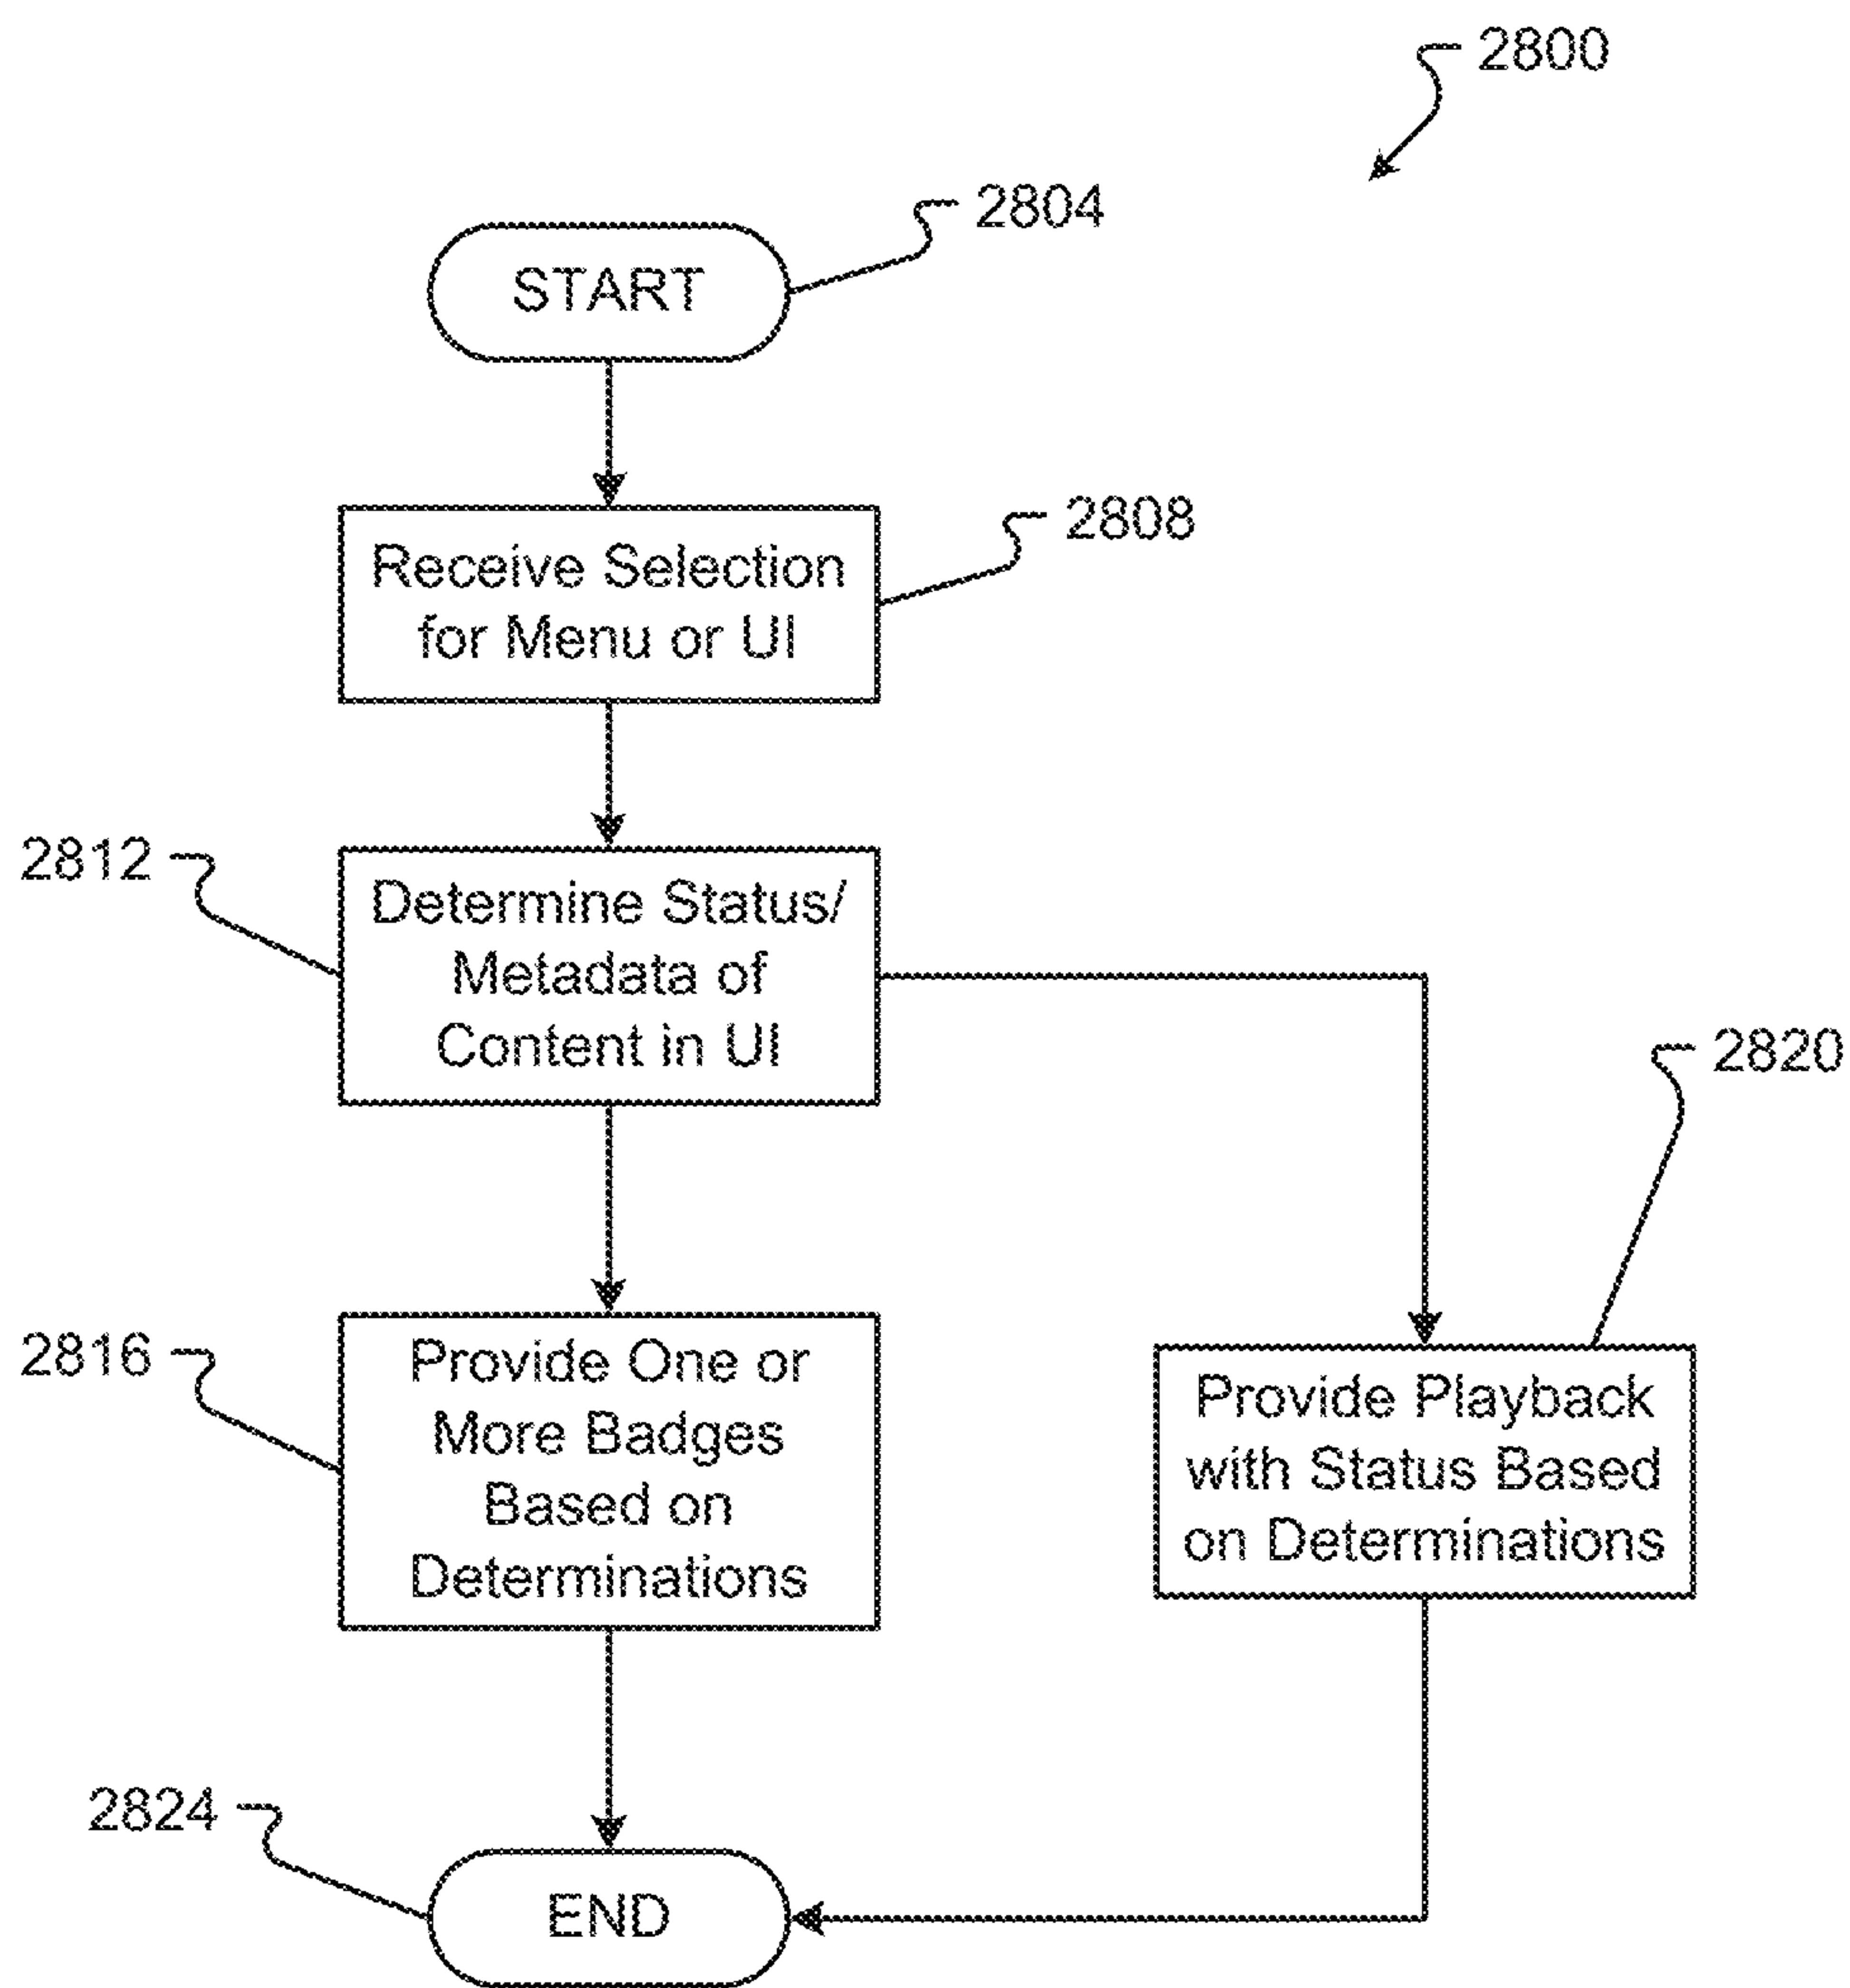 2800
2804
START
2808
Receive Selection
for Menu or UI
2812
Determine Status/
Metadata of
Content in UI
2820
2816
Provide One or
More Badges
Based on
Determinations
Provide Playback
with Status Based
on Determinations
2824
END